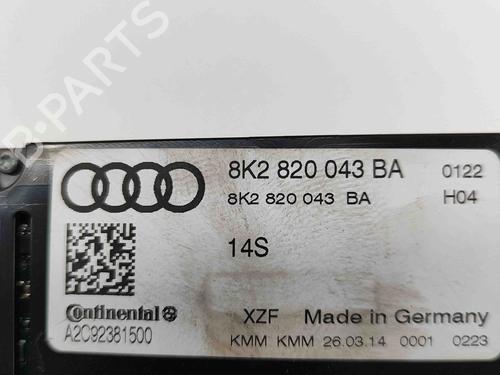 B-PARTS
8K2 820 043 BA 0122
8K2 820 043 BA H04
14S
Continental XZF Made in Germany
A2C92381500 KMM KMM 26.03.14 0001 0223